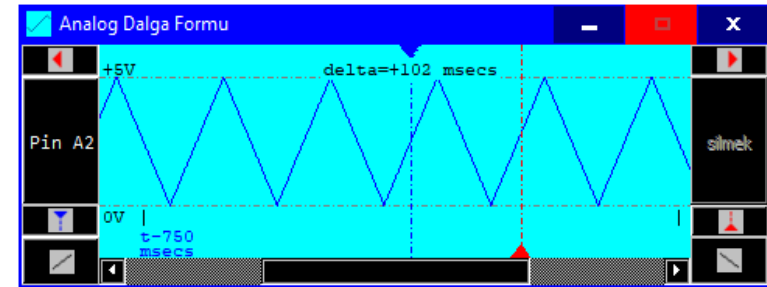 Analog Dalga Formu
+5V
delta=+102 msecs
Pin A2
silmek
0V
t-750
msecs